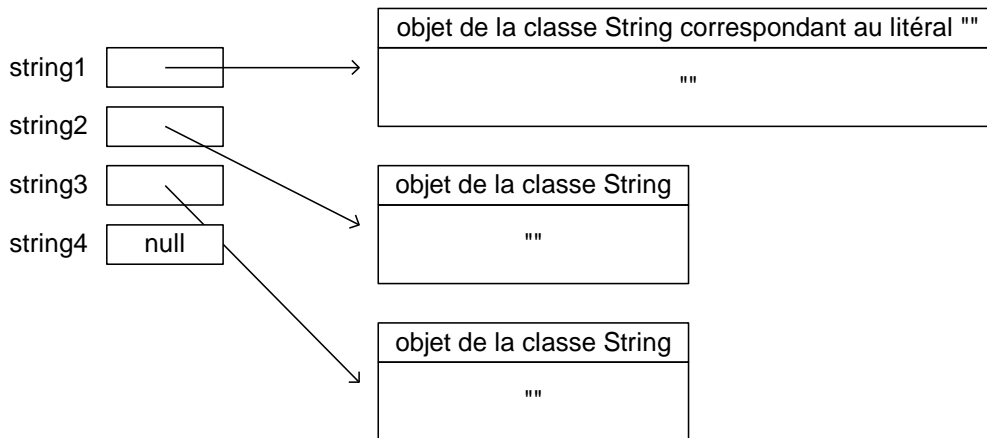 objet de la classe String correspondant au litéral ""
string1
""
string2
string3
objet de la classe String
string4
null
""
objet de la classe String
""